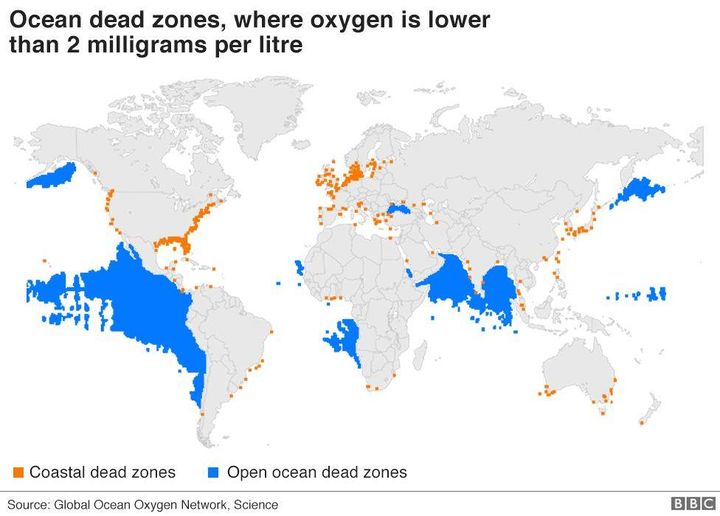 Ocean dead zones, where oxygen is lower
than 2 milligrams per litre
Coastal dead zones
Open ocean dead zones
Source: Global Ocean Oxygen Network, Science
BBC